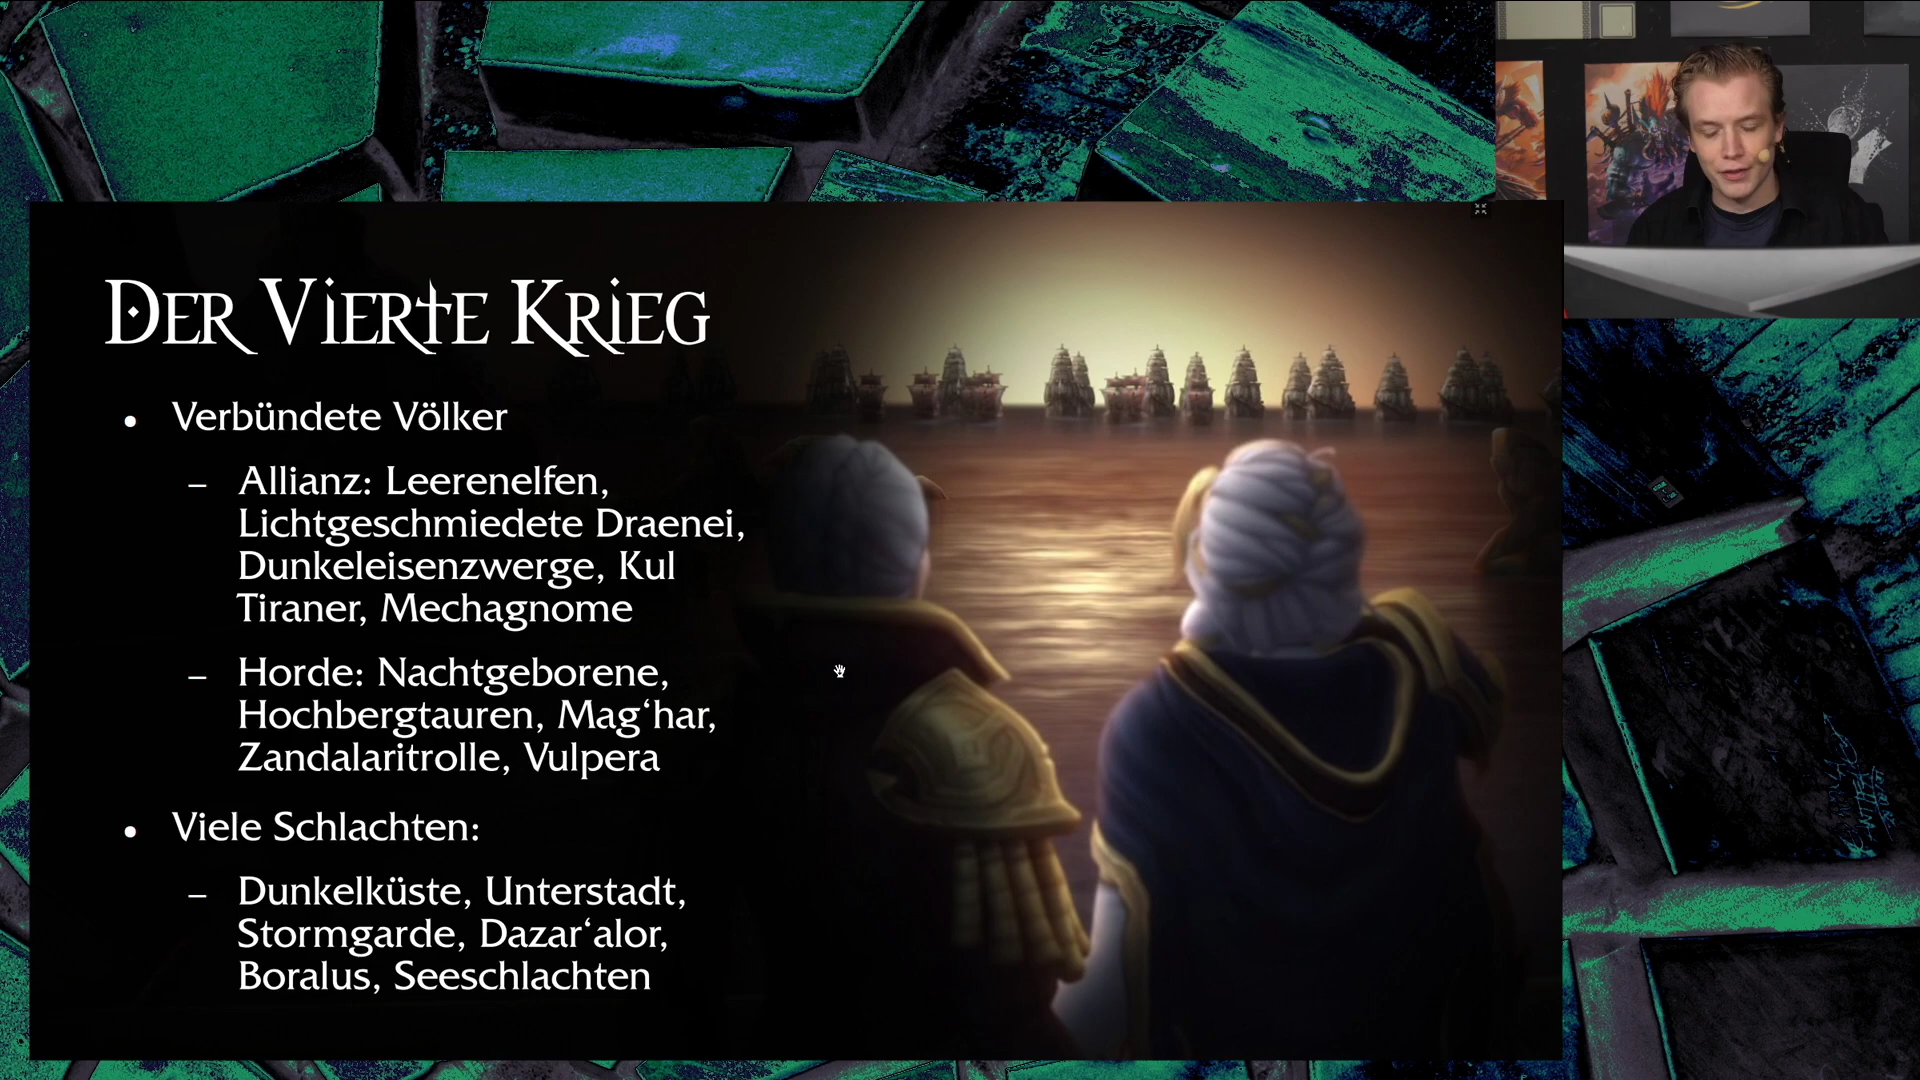 Der Vierte Krieg
• Verbündete Völker
– Allianz: Leerenelfen,
Lichtgeschmiedete Draenei,
Dunkeleisenzwerge, Kul
Tiraner, Mechagnome
– Horde: Nachtgeborene,
Hochbergtauren, Mag‘har,
Zandalaritrolle, Vulpera
• Viele Schlachten:
– Dunkelküste, Unterstadt,
Stormgarde, Dazar‘alor,
Boralus, Seeschlachten